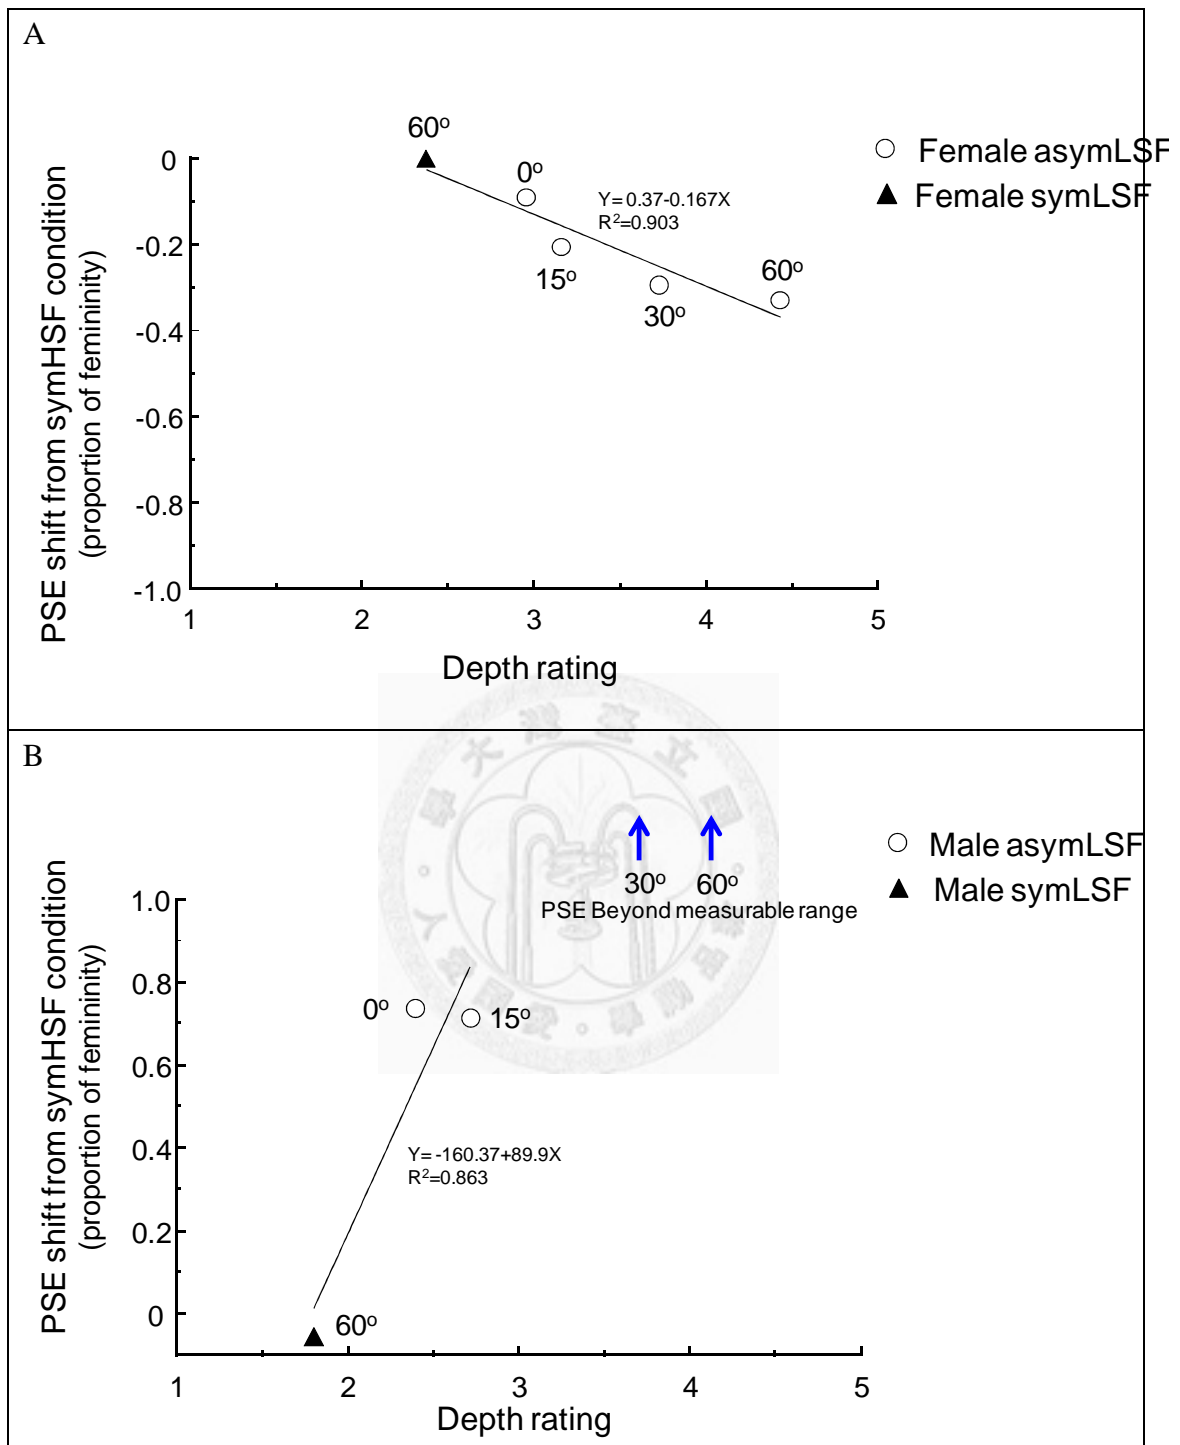 A
60º
0
0º
Y= 0.37-0.167X
R²=0.903
Female asymLSF
Female symLSF
-0.2
15º
60º
30º
-0.4
-0.6
-0.8
-1.0
PSE shift from symHSF condition
(proportion of femininity)
1 2 3 4 5
Depth rating
B
30º 60º
PSE Beyond measurable range
Male asymLSF
Male symLSF
1.0
0.8
0º
15º
0.6
0.4
Y= -160.37+89.9X
R²=0.863
0.2
0
60º
PSE shift from symHSF condition
(proportion of femininity)
1 2 3 4 5
Depth rating